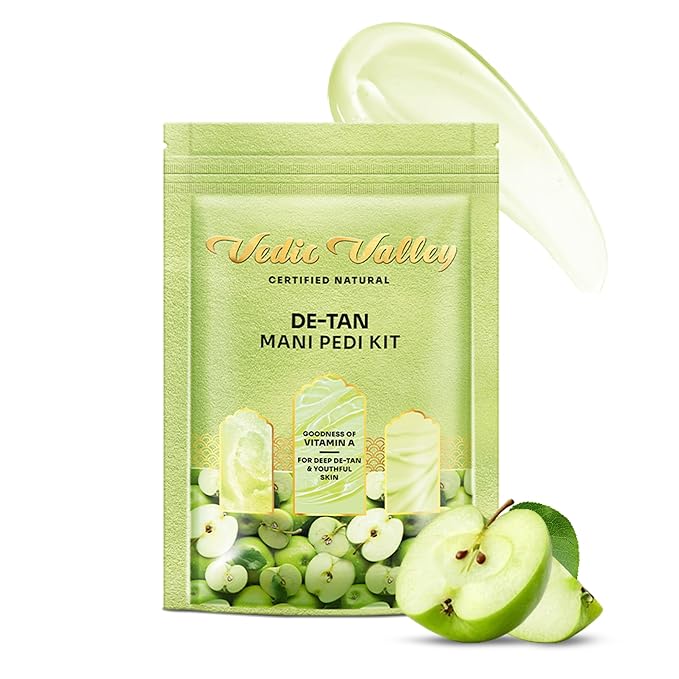 Vedic Valley
CERTIFIED NATURAL
DE-TAN
MANI PEDI KIT
GOODNESS OF
VITAMIN A
FOR DEEP DE-TAN
& YOUTHFUL
SKIN